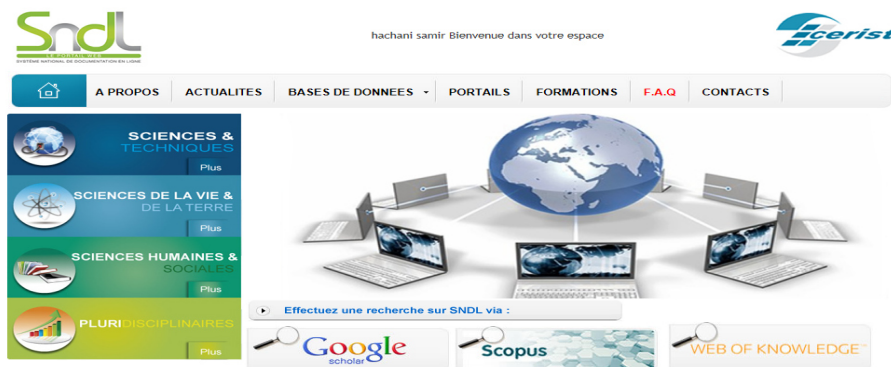 Sndl
LE PORTAIL WEB
SYSTÈME NATIONAL DE DOCUMENTATION EN LIGNE
hachani samir Bienvenue dans votre espace
cerist
A PROPOS
ACTUALITES
BASES DE DONNEES
PORTAILS
FORMATIONS
F.A.Q
CONTACTS
SCIENCES &
TECHNIQUES
Plus
SCIENCES DE LA VIE &
DE LA TERRE
Plus
SCIENCES HUMAINES &
SOCIALES
Plus
PLURIDISCIPLINAIRES
Plus
Effectuez une recherche sur SNDL via :
Google
scholar
Scopus
WEB OF KNOWLEDGE